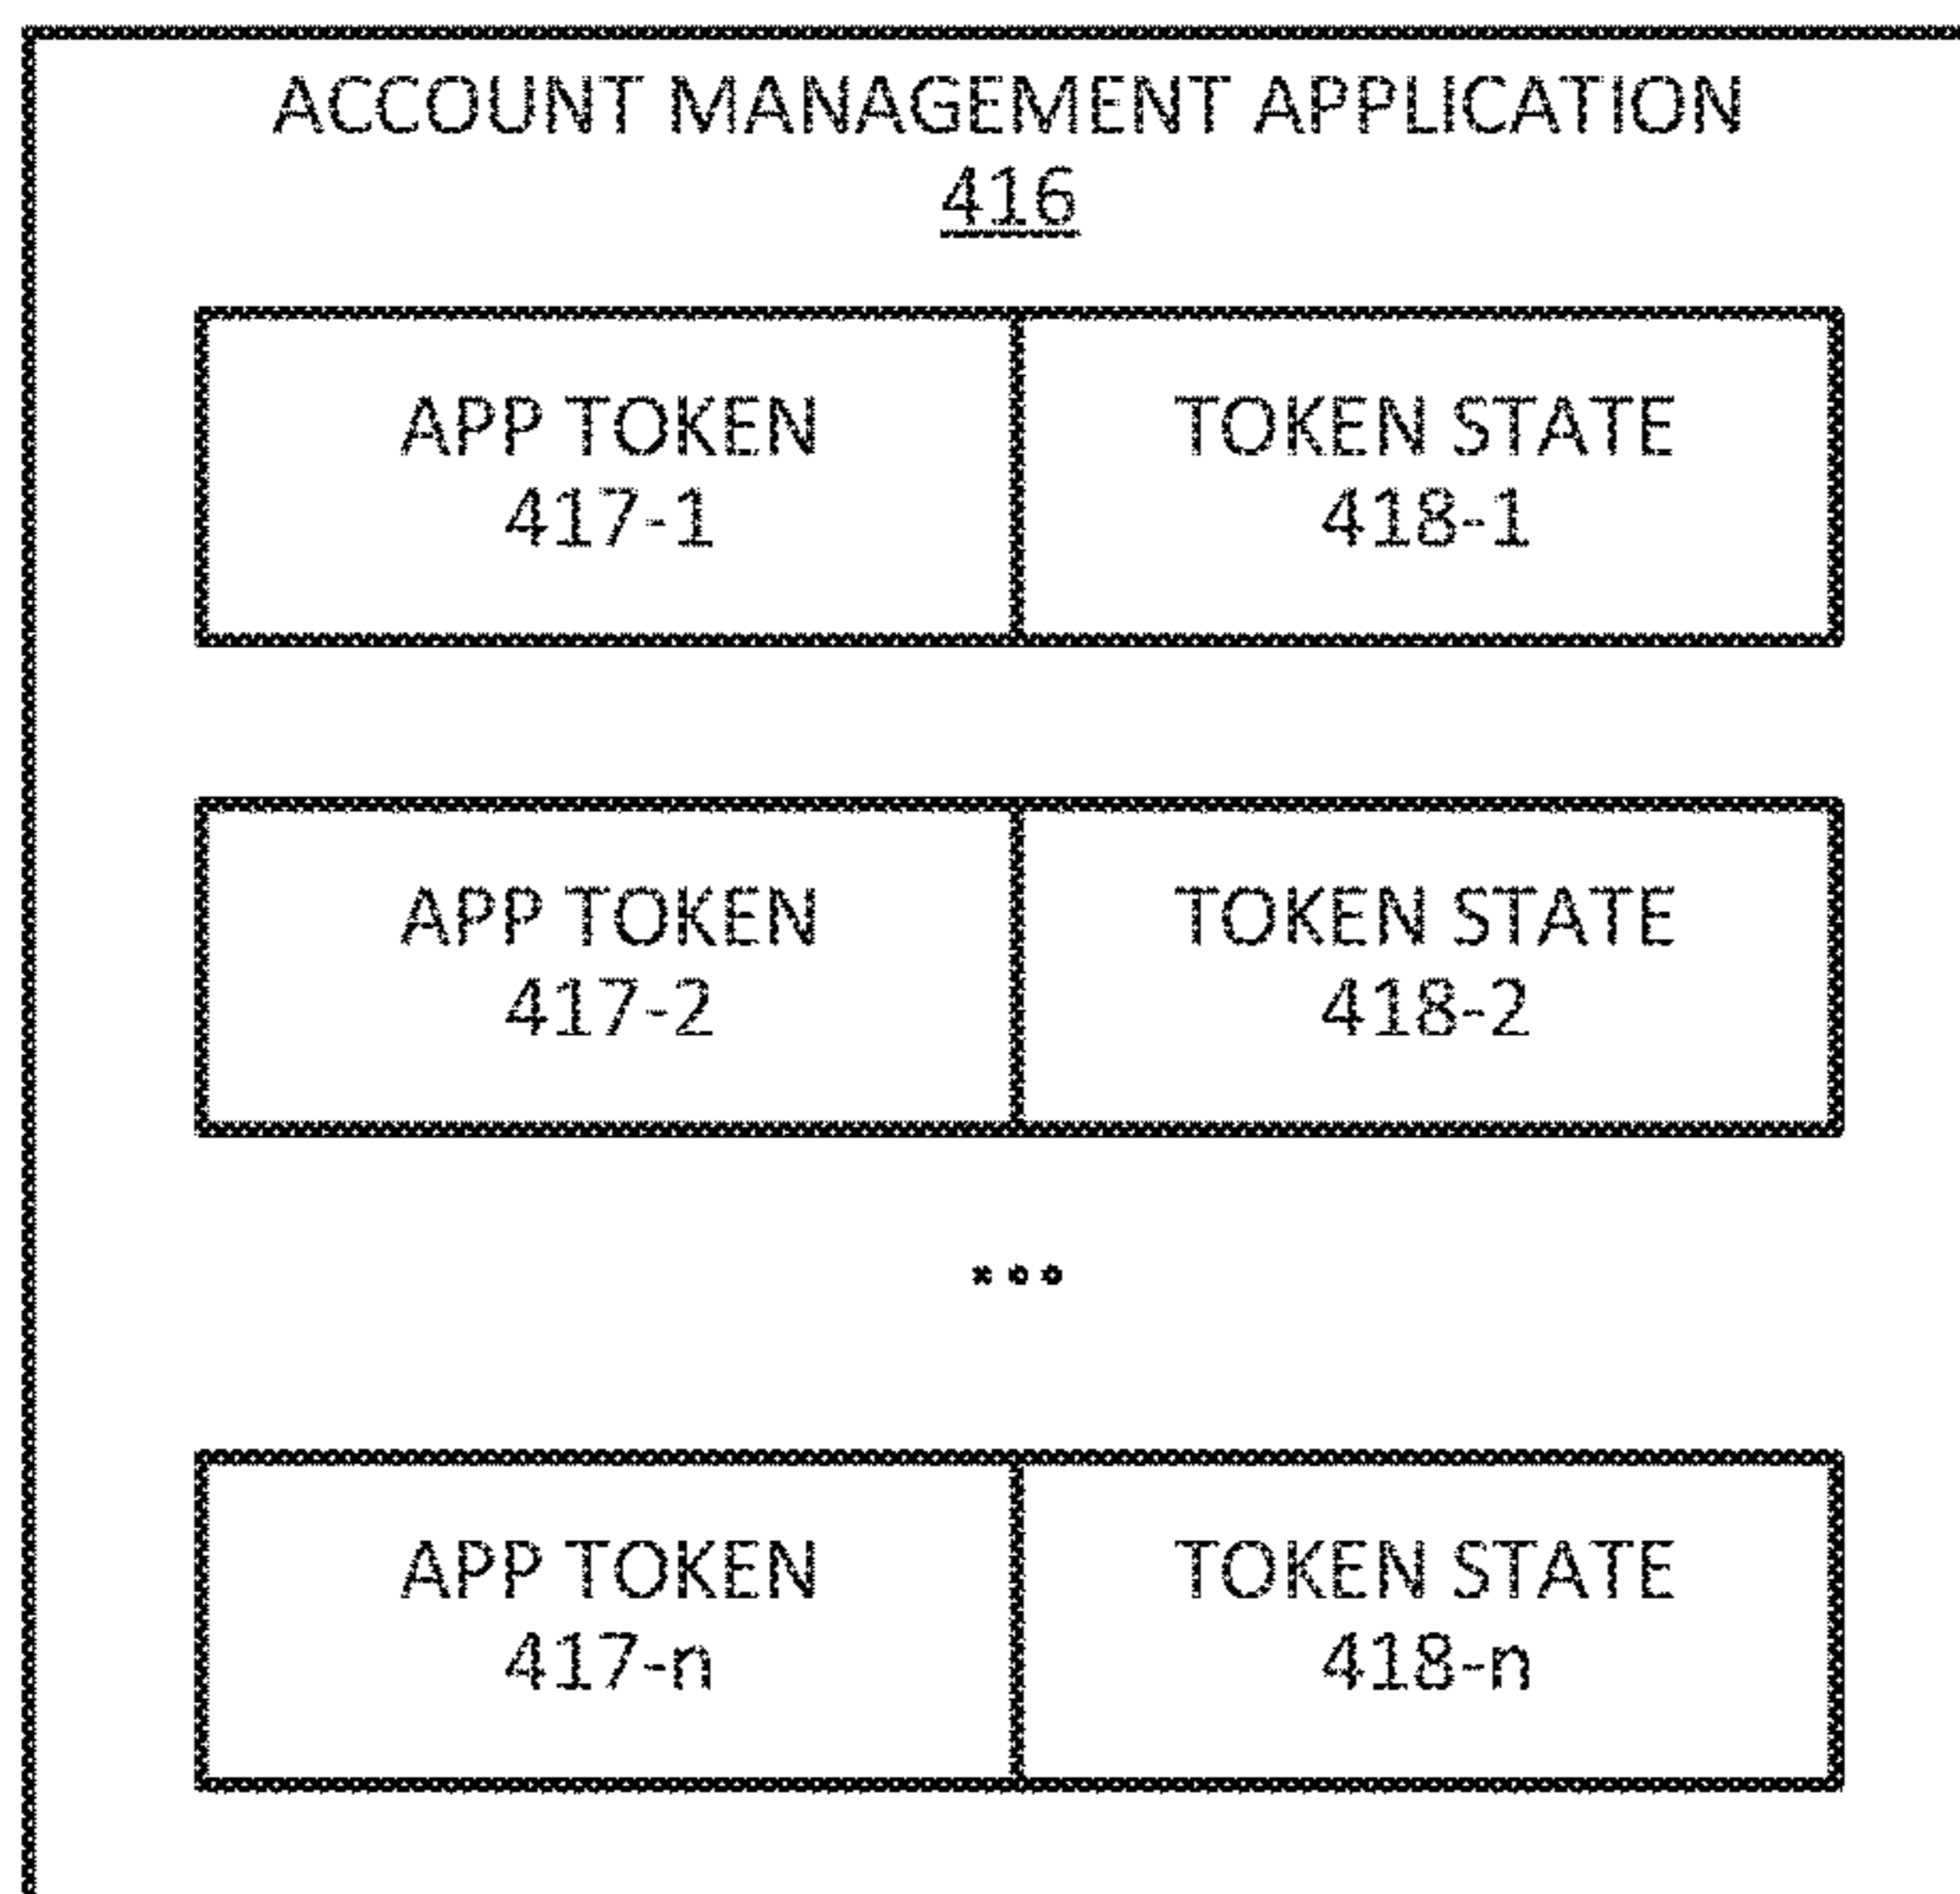 ACCOUNT MANAGEMENT APPLICATION
416
APP TOKEN TOKEN STATE
417-1 418-1
APP TOKEN TOKEN STATE
417-2 418-2
...
APP TOKEN TOKEN STATE
417-n 418-n